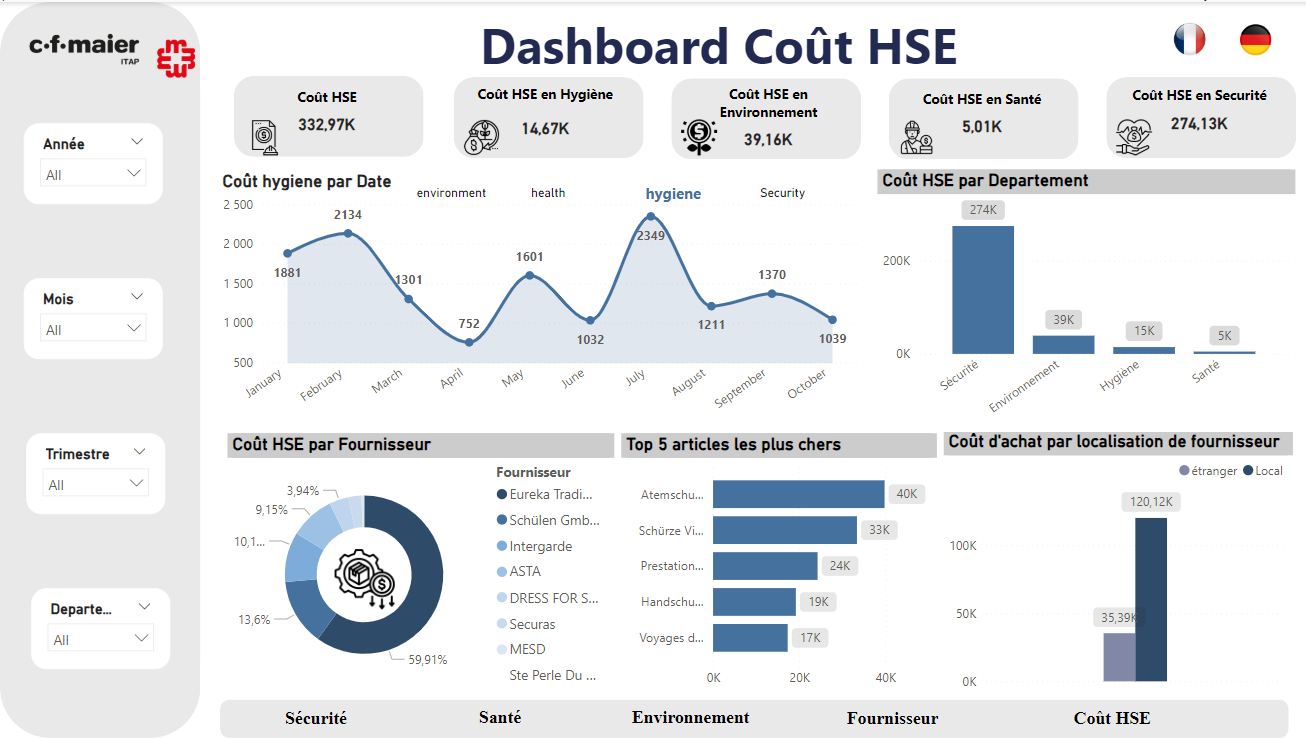 c·f·maier
ITAP
Dashboard Coût HSE
Année
All
Mois
All
Trimestre
All
Departe...
All
Coût HSE
332,97K
Coût HSE en Hygiène
14,67K
Coût HSE en
Environnement
39,16K
Coût HSE en Santé
5,01K
Coût HSE en Securité
274,13K
Coût hygiene par Date
environment health hygiene Security
2 500
2 000
1 500
1 000
500
1881
2134
1301
752
1601
1032
2349
1211
1370
1039
January
February
March
April
May
June
July
August
September
October
Coût HSE par Departement
200K
0K
274K
39K
15K
5K
Sécurité
Environnement
Hygiène
Santé
Coût HSE par Fournisseur
3,94%
9,15%
10,1...
13,6%
59,91%
Fournisseur
Eureka Tradi...
Schülen Gmb...
Intergarde
ASTA
DRESS FOR S...
Securas
MESD
Ste Perle Du ...
Top 5 articles les plus chers
Atemschu... 40K
Schürze Vi... 33K
Prestation... 24K
Handschu... 19K
Voyages d... 17K
0K 20K 40K
Coût d'achat par localisation de fournisseur
étranger Local
100K
50K
0K
35,39K
120,12K
Sécurité Santé Environnement Fournisseur Coût HSE